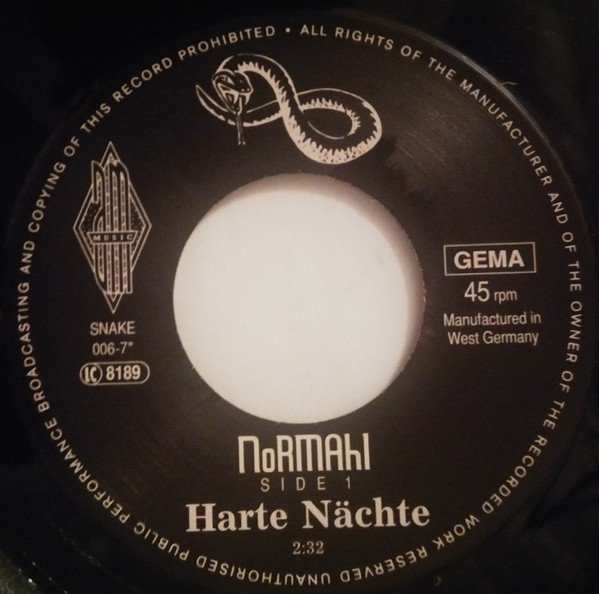 UNAUTHORISED PUBLIC PERFORMANCE BROADCASTING AND COPYING OF THIS RECORD PROHIBITED • ALL RIGHTS OF THE MANUFACTURER AND OF THE OWNER OF THE RECORDED WORK RESERVED
MUSIC
SNAKE
006-7"
LC 8189
GEMA
45 rpm
Manufactured in
West Germany
NoRMAhl
SIDE 1
Harte Nächte
2:32